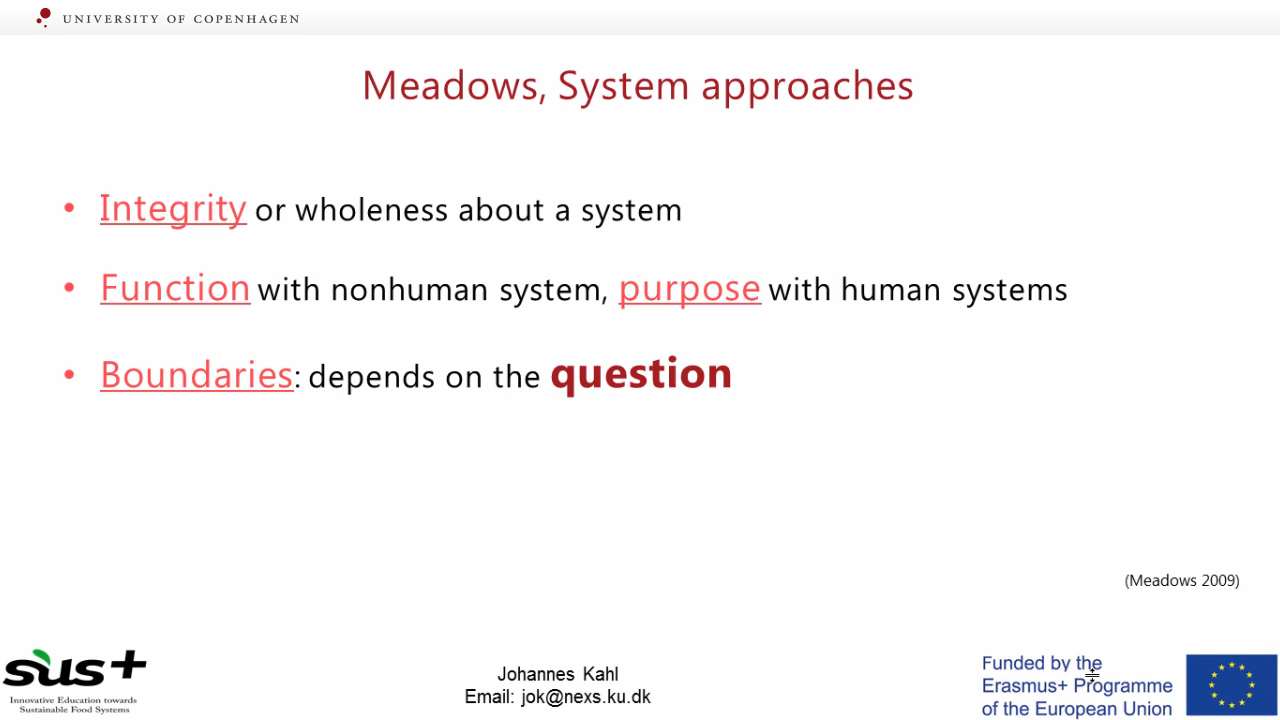 UNIVERSITY OF COPENHAGEN
Meadows, System approaches
• Integrity or wholeness about a system
• Function with nonhuman system, purpose with human systems
• Boundaries: depends on the question
(Meadows 2009)
sus+
Innovative Education towards
Sustainable Food Systems
Johannes Kahl
Email: jok@nexs.ku.dk
Funded by the
Erasmus+ Programme
of the European Union